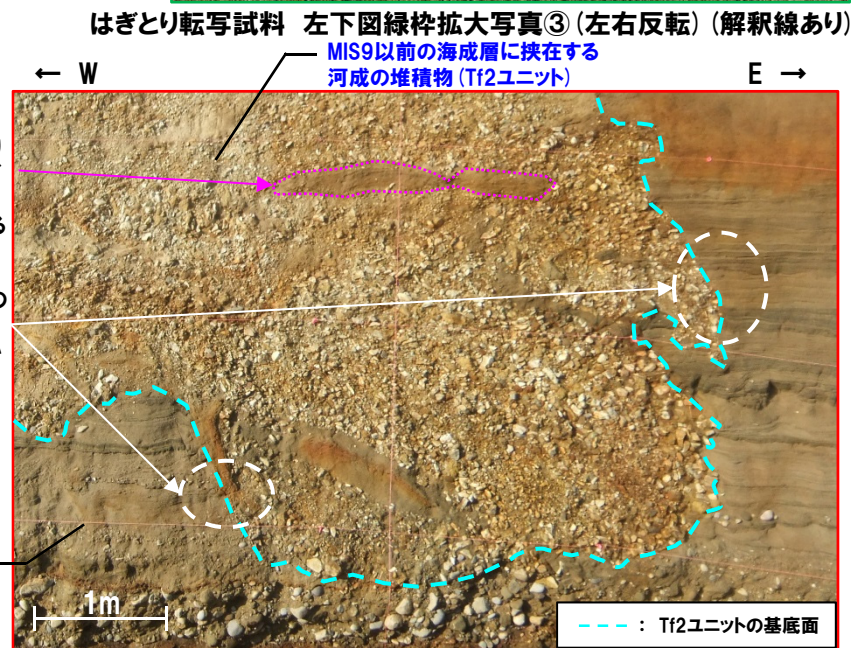 はぎとり転写試料 左下図緑枠拡大写真③(左右反転)(解釈線あり)
MIS9以前の海成層に挟在する
河成の堆積物(Tf2ユニット)
← W
E →
1m
: Tf2ユニットの基底面